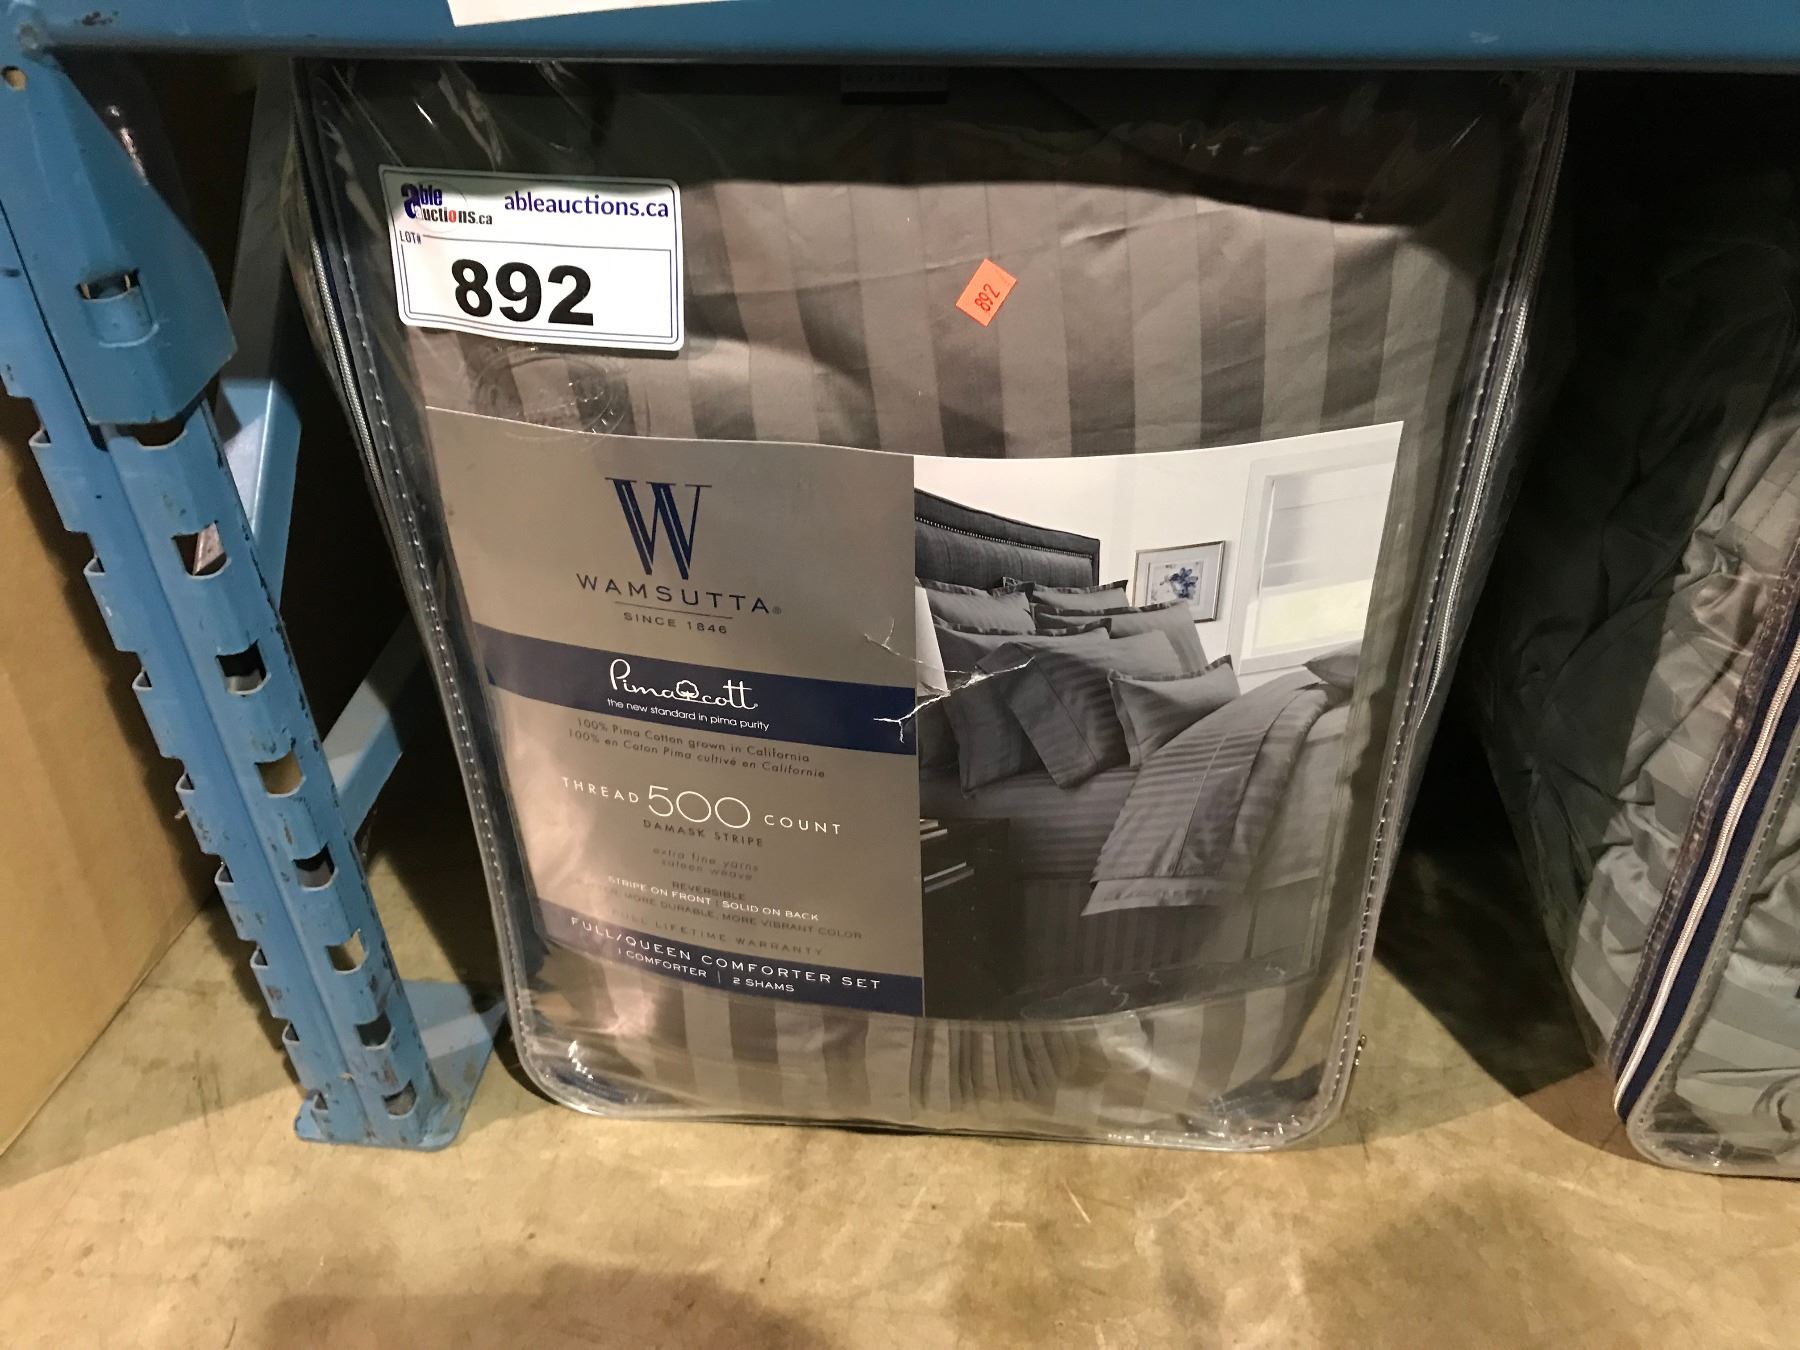 able auctions.ca
ableauctions.ca
LOT#
892
892
W
WAMSUTTA®
SINCE 1846
Pimacott
the new standard in pima purity
100% Pima Cotton grown in California
100% en Coton Pima cultivé en Californie
THREAD 500 COUNT
DAMASK STRIPE
extra fine yarns
sateen weave
REVERSIBLE
STRIPE ON FRONT | SOLID ON BACK
MORE DURABLE, MORE VIBRANT COLOR
FULL LIFETIME WARRANTY
FULL/QUEEN COMFORTER SET
1 COMFORTER | 2 SHAMS